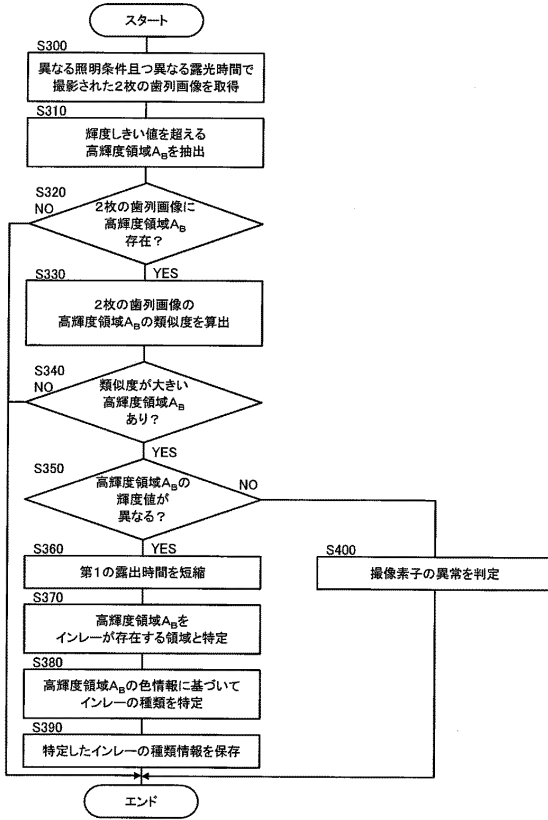 スタート
S300
異なる照明条件且つ異なる露光時間で
撮影された2枚の歯列画像を取得
S310
輝度しきい値を超える
高輝度領域ABを抽出
S320
NO
2枚の歯列画像に
高輝度領域AB
存在?
YES
S330
2枚の歯列画像の
高輝度領域ABの類似度を算出
S340
NO
類似度が大きい
高輝度領域AB
あり?
YES
S350
高輝度領域ABの
輝度値が
異なる?
NO
YES
S360
第1の露出時間を短縮
S400
撮像素子の異常を判定
S370
高輝度領域ABを
インレーが存在する領域と特定
S380
高輝度領域ABの色情報に基づいて
インレーの種類を特定
S390
特定したインレーの種類情報を保存
エンド